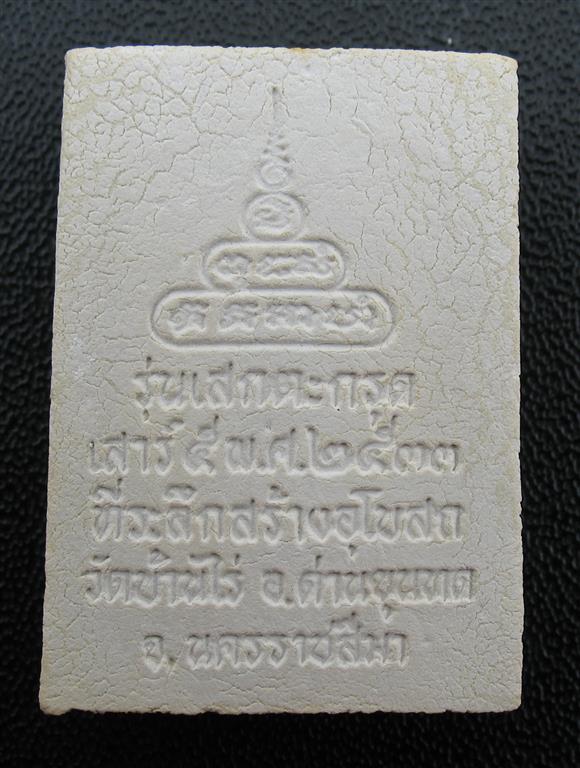 รุ่นเสกตะกรุด
เสาร์ ๕ พ.ศ.๒๕๓๓
ที่ระลึกสร้างอุโบสถ
วัดบ้านไร่ อ.ด่านขุนทด
จ.นครราชสีมา